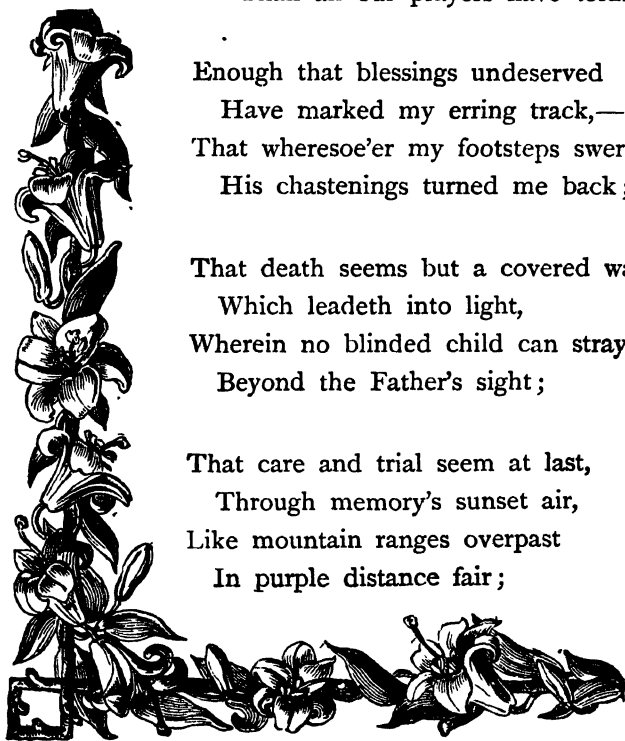 Enough that blessings undeserved
Have marked my erring track,—
That wheresoe'er my footsteps swer
His chastenings turned me back;
That death seems but a covered wa
Which leadeth into light,
Wherein no blinded child can stray
Beyond the Father's sight;
That care and trial seem at last,
Through memory's sunset air,
Like mountain ranges overpast
In purple distance fair;